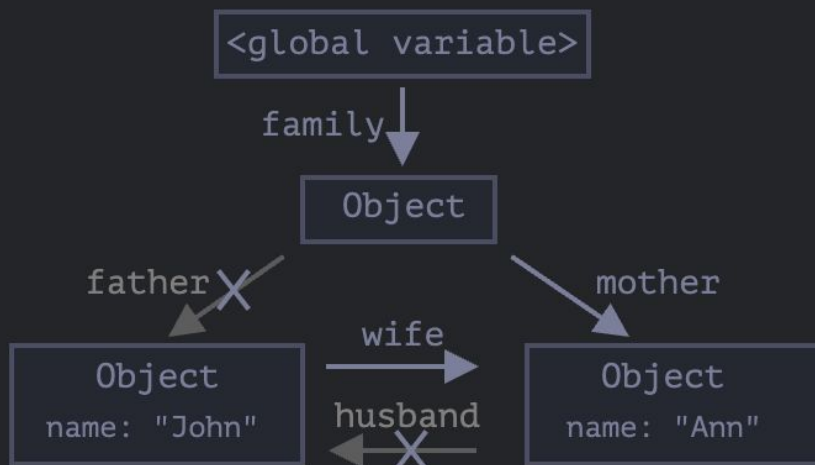 <global variable>
family
Object
father
mother
wife
Object
name: "John"
husband
Object
name: "Ann"